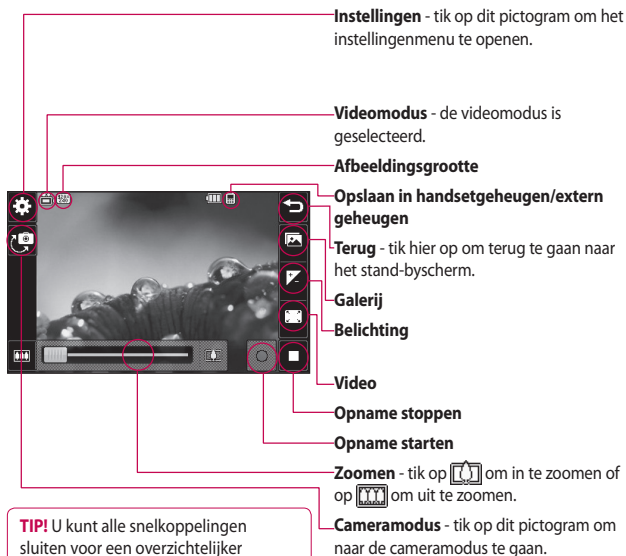 Instellingen - tik op dit pictogram om het
instellingenmenu te openen.
Videomodus - de videomodus is
geselecteerd.
Afbeeldingsgrootte
Opslaan in handsetgeheugen/extern
geheugen
Terug - tik hier op om terug te gaan naar
het stand-byscherm.
Galerij
Belichting
Video
Opname stoppen
Opname starten
Zoomen - tik op om in te zoomen of
op om uit te zoomen.
Cameramodus - tik op dit pictogram om
naar de cameramodus te gaan.
TIP! U kunt alle snelkoppelingen
sluiten voor een overzichtelijker